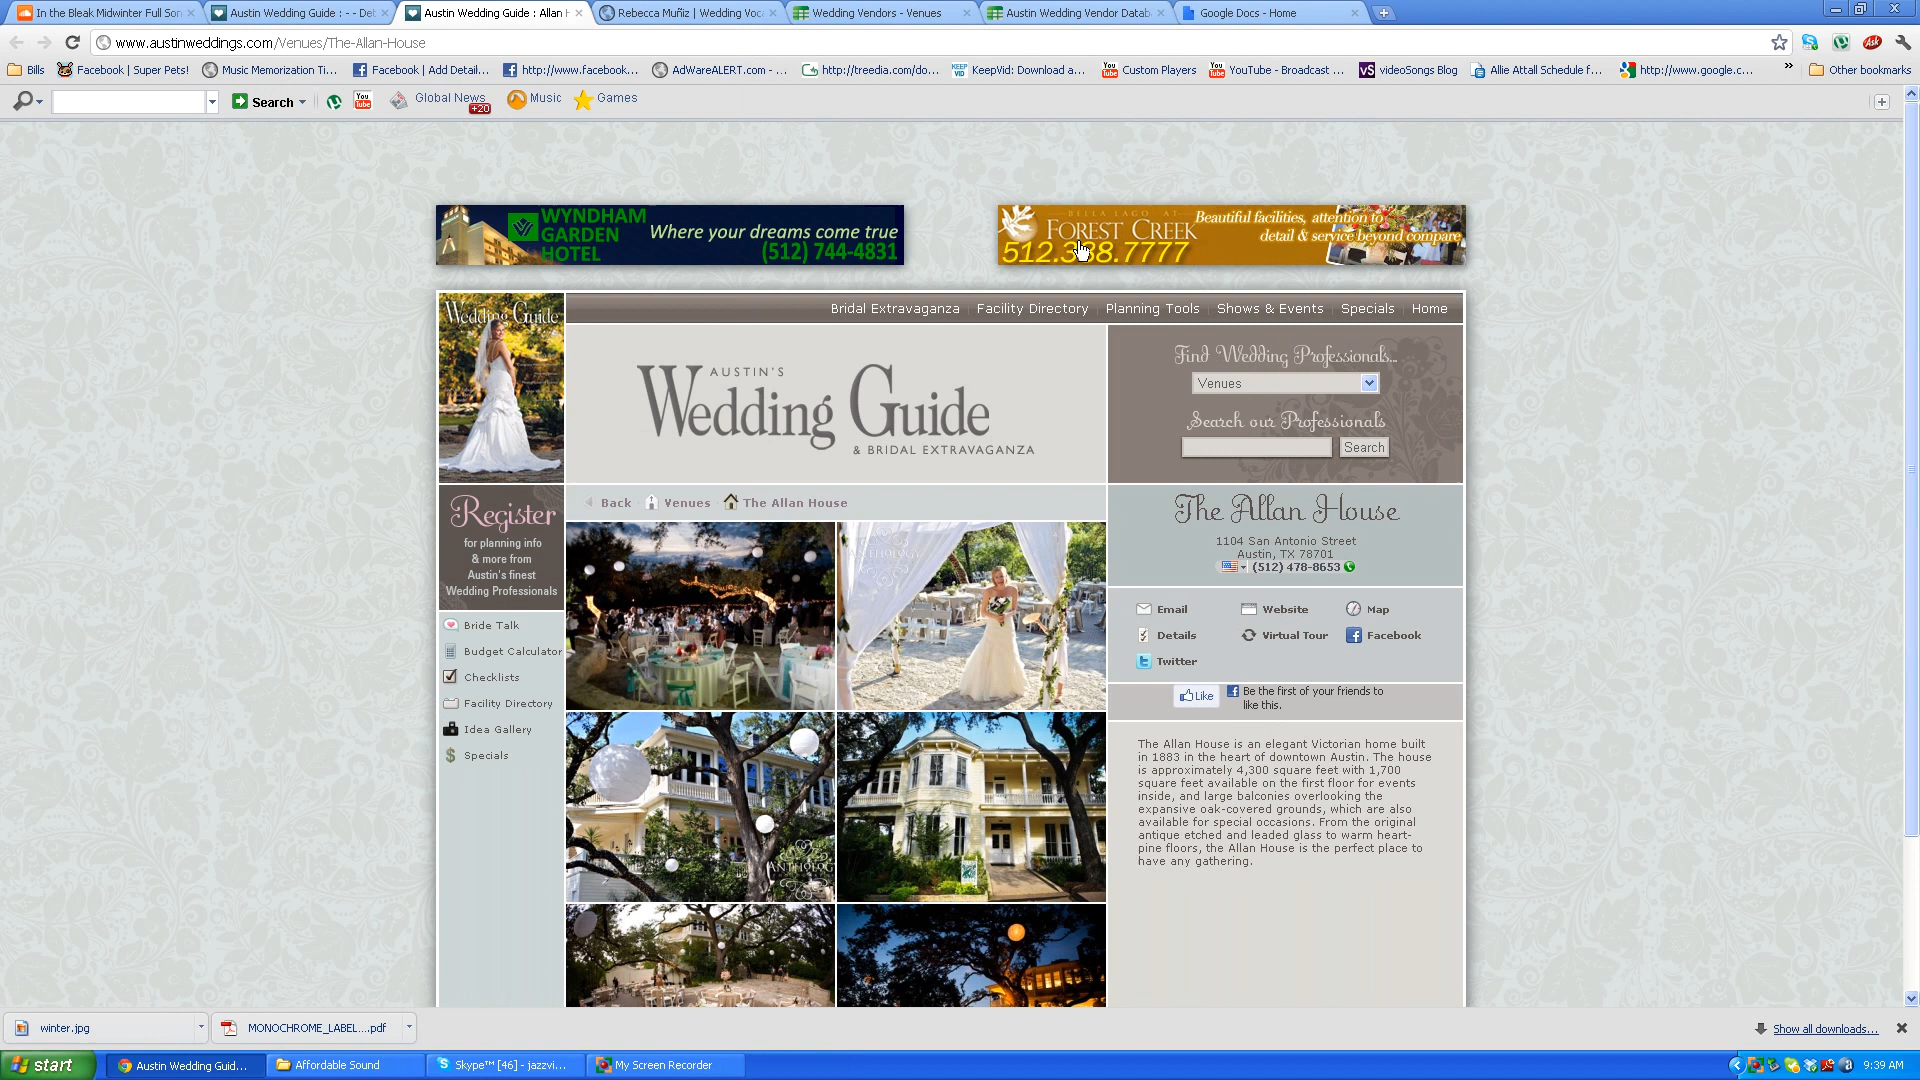 In the Bleak Midwinter Full Son
Austin Wedding Guide : - - Det
Austin Wedding Guide : Allan H
Rebecca Muñiz | Wedding Voca
Wedding Vendors - Venues
Austin Wedding Vendor Datab
Google Docs - Home
www.austinweddings.com/Venues/The-Allan-House
Bills
Facebook | Super Pets!
Music Memorization Ti...
Facebook | Add Detail...
http://www.facebook...
AdWareALERT.com - ...
http://treedia.com/do...
KeepVid: Download a...
Custom Players
YouTube - Broadcast ...
videoSongs Blog
Allie Attall Schedule f...
http://www.google.c...
Other bookmarks
Search
Global News
+20
Music
Games
WYNDHAM
GARDEN
HOTEL
Where your dreams come true
(512) 744-4831
BELLA LAGO AT
FOREST CREEK
512.338.7777
Beautiful facilities, attention to
detail & service beyond compare
Wedding Guide
Bridal Extravaganza
Facility Directory
Planning Tools
Shows & Events
Specials
Home
AUSTIN'S
Wedding Guide
& BRIDAL EXTRAVAGANZA
Find Wedding Professionals...
Venues
Search our Professionals
Search
Register
for planning info
& more from
Austin's finest
Wedding Professionals
Bride Talk
Budget Calculator
Checklists
Facility Directory
Idea Gallery
Specials
Back
Venues
The Allan House
ANTHOLOGY
ANTHOLOG
The Allan House
1104 San Antonio Street
Austin, TX 78701
(512) 478-8653
Email
Website
Map
Details
Virtual Tour
Facebook
Twitter
Like
Be the first of your friends to
like this.
The Allan House is an elegant Victorian home built
in 1883 in the heart of downtown Austin. The house
is approximately 4,300 square feet with 1,700
square feet available on the first floor for events
inside, and large balconies overlooking the
expansive oak-covered grounds, which are also
available for special occasions. From the original
antique etched and leaded glass to warm heart-
pine floors, the Allan House is the perfect place to
have any gathering.
winter.jpg
MONOCHROME_LABEL....pdf
Show all downloads...
start
Austin Wedding Guid...
Affordable Sound
Skype™ [46] - jazzvi...
My Screen Recorder
9:39 AM